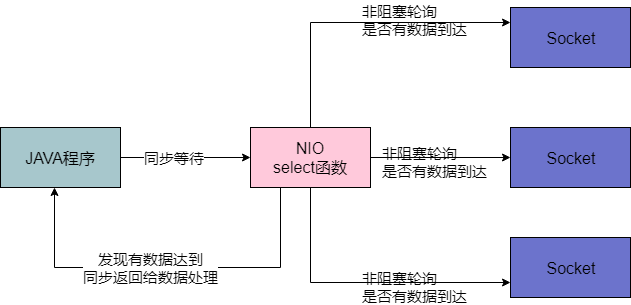 非阻塞轮询
是否有数据到达
Socket
JAVA程序
同步等待
NIO
select函数
非阻塞轮询
是否有数据到达
Socket
发现有数据达到
同步返回给数据处理
非阻塞轮询
是否有数据到达
Socket